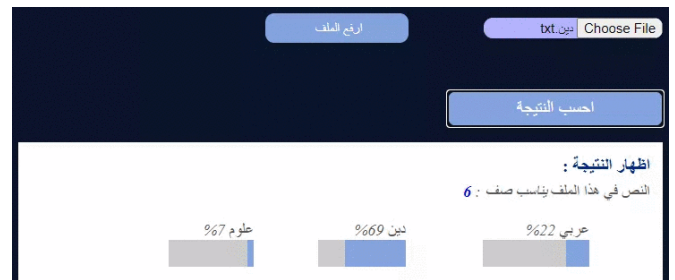 Choose File دين.txt
ارفع الملف
احسب النتيجة
اظهار النتيجة :
النص في هذا الملف يناسب صف : 6
عربي 22% دين 69% علوم 7%